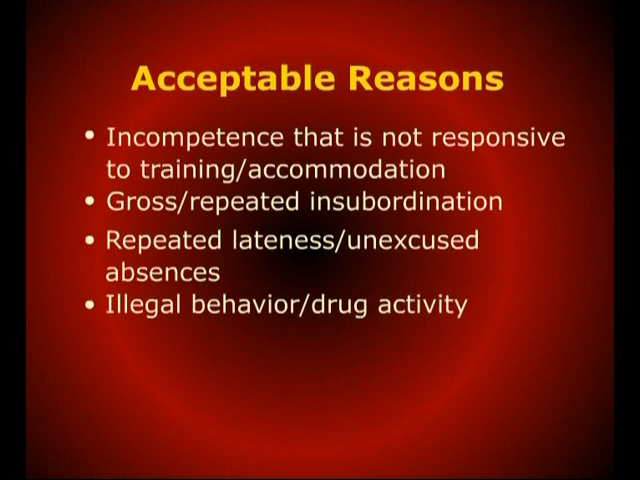 Acceptable Reasons
• Incompetence that is not responsive
to training/accommodation
• Gross/repeated insubordination
• Repeated lateness/unexcused
absences
• Illegal behavior/drug activity